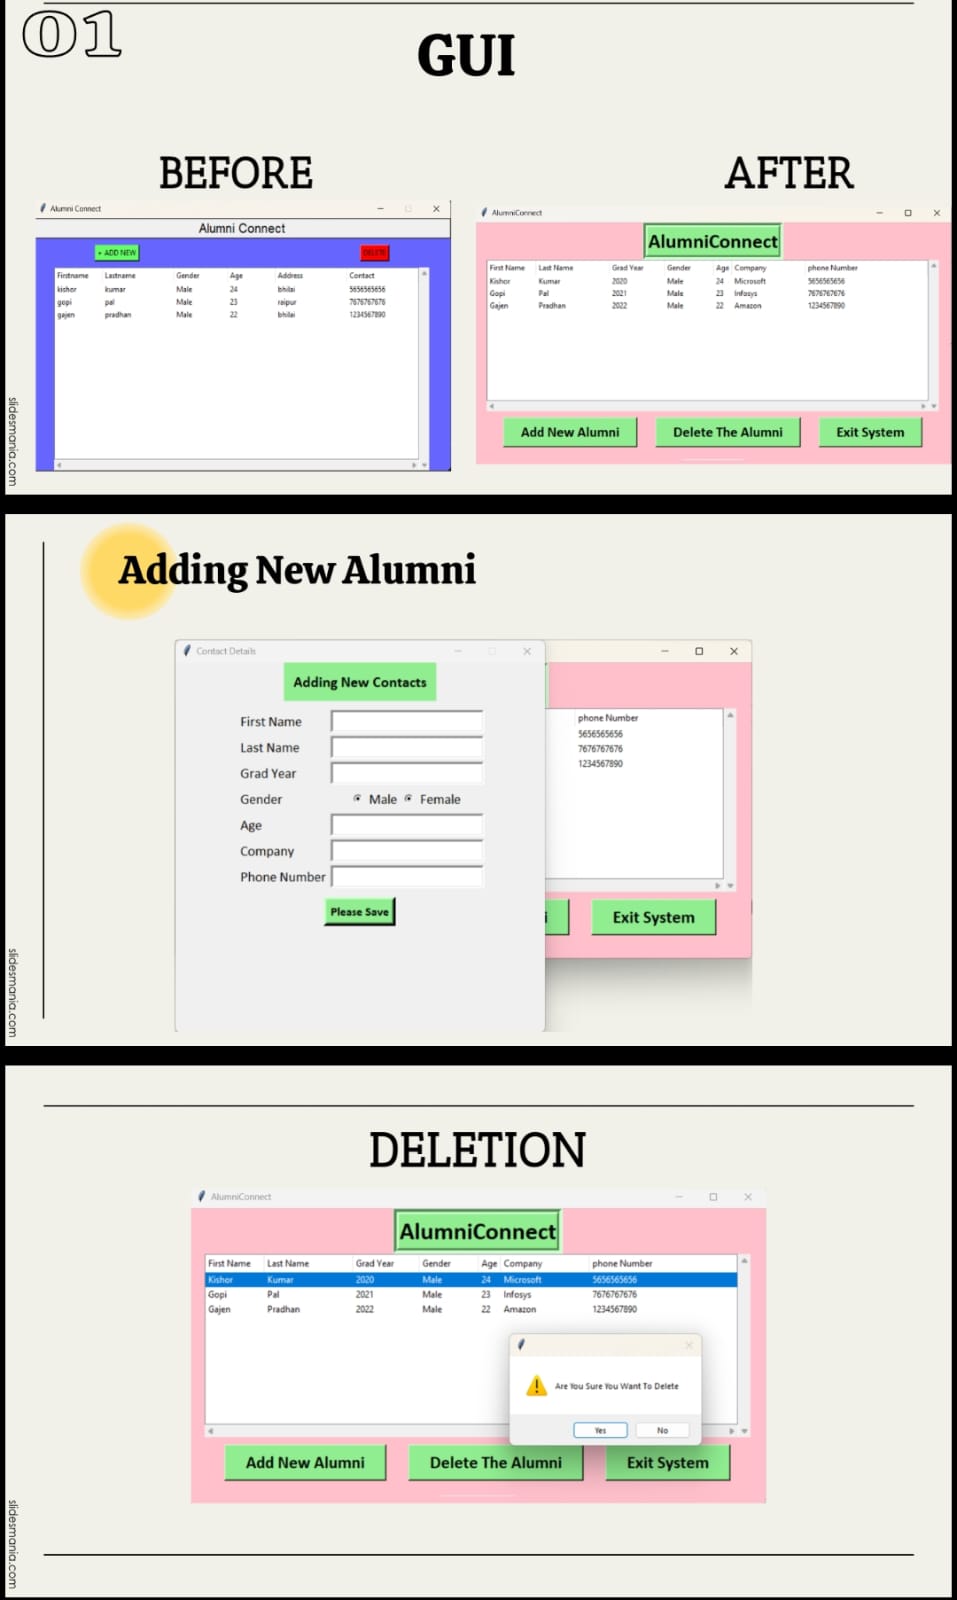 01
GUI
BEFORE
AFTER
Alumni Connect
Alumni Connect
+ ADD NEW
DELETE
Firstname Lastname Gender Age Address Contact
kishor kumar Male 24 bhilai 5656565656
gopi pal Male 23 raipur 7676767676
gajen pradhan Male 22 bhilai 1234567890
AlumniConnect
AlumniConnect
First Name Last Name Grad Year Gender Age Company phone Number
Kishor Kumar 2020 Male 24 Microsoft 5656565656
Gopi Pal 2021 Male 23 Infosys 7676767676
Gajen Pradhan 2022 Male 22 Amazon 1234567890
Add New Alumni Delete The Alumni Exit System
slidesmania.com
Adding New Alumni
Contact Details
Adding New Contacts
First Name
Last Name
Grad Year
Gender Male Female
Age
Company
Phone Number
Please Save
phone Number
5656565656
7676767676
1234567890
i Exit System
slidesmania.com
DELETION
AlumniConnect
AlumniConnect
First Name Last Name Grad Year Gender Age Company phone Number
Kishor Kumar 2020 Male 24 Microsoft 5656565656
Gopi Pal 2021 Male 23 Infosys 7676767676
Gajen Pradhan 2022 Male 22 Amazon 1234567890
Are You Sure You Want To Delete
Yes No
Add New Alumni Delete The Alumni Exit System
slidesmania.com